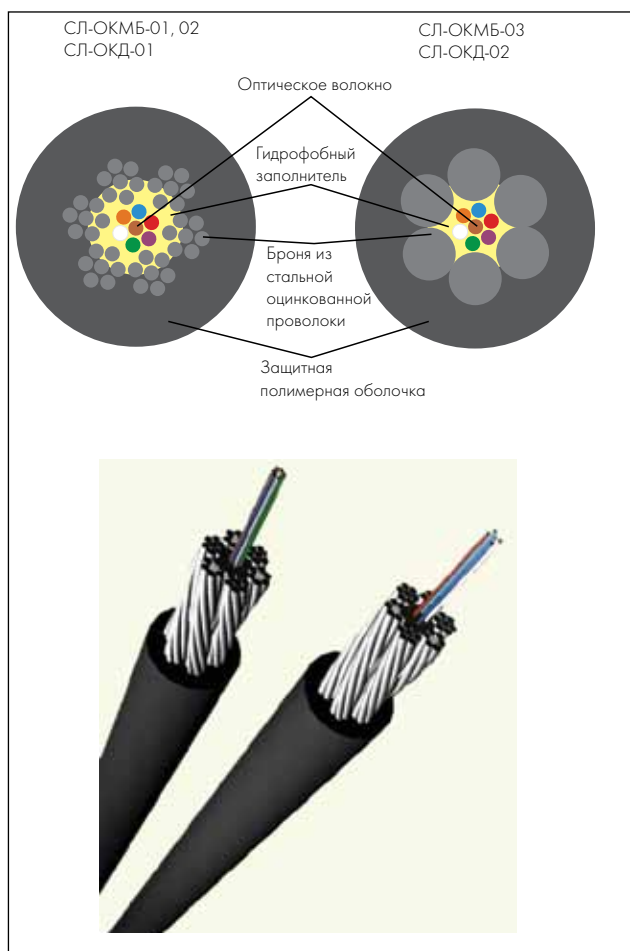 СЛ-ОКМБ-01, 02
СЛ-ОКД-01
СЛ-ОКМБ-03
СЛ-ОКД-02
Оптическое волокно
Гидрофобный
заполнитель
Броня из
стальной
оцинкованной
проволоки
Защитная
полимерная оболочка